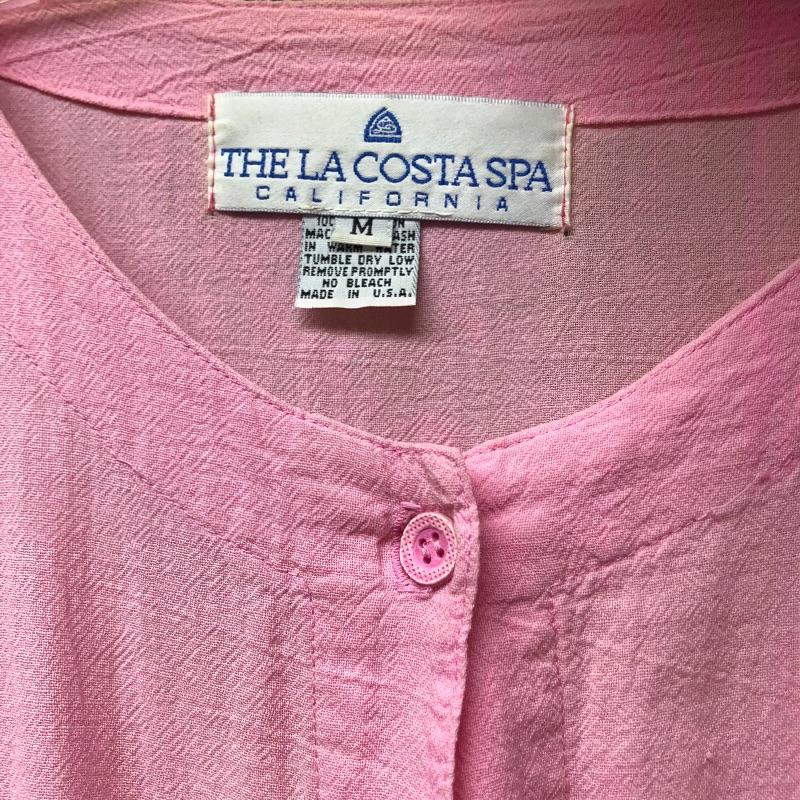 THE LA COSTA SPA
CALIFORNIA
M
IN WARM WATER
TUMBLE DRY LOW
REMOVE PROMPTLY
NO BLEACH
MADE IN U.S.A.